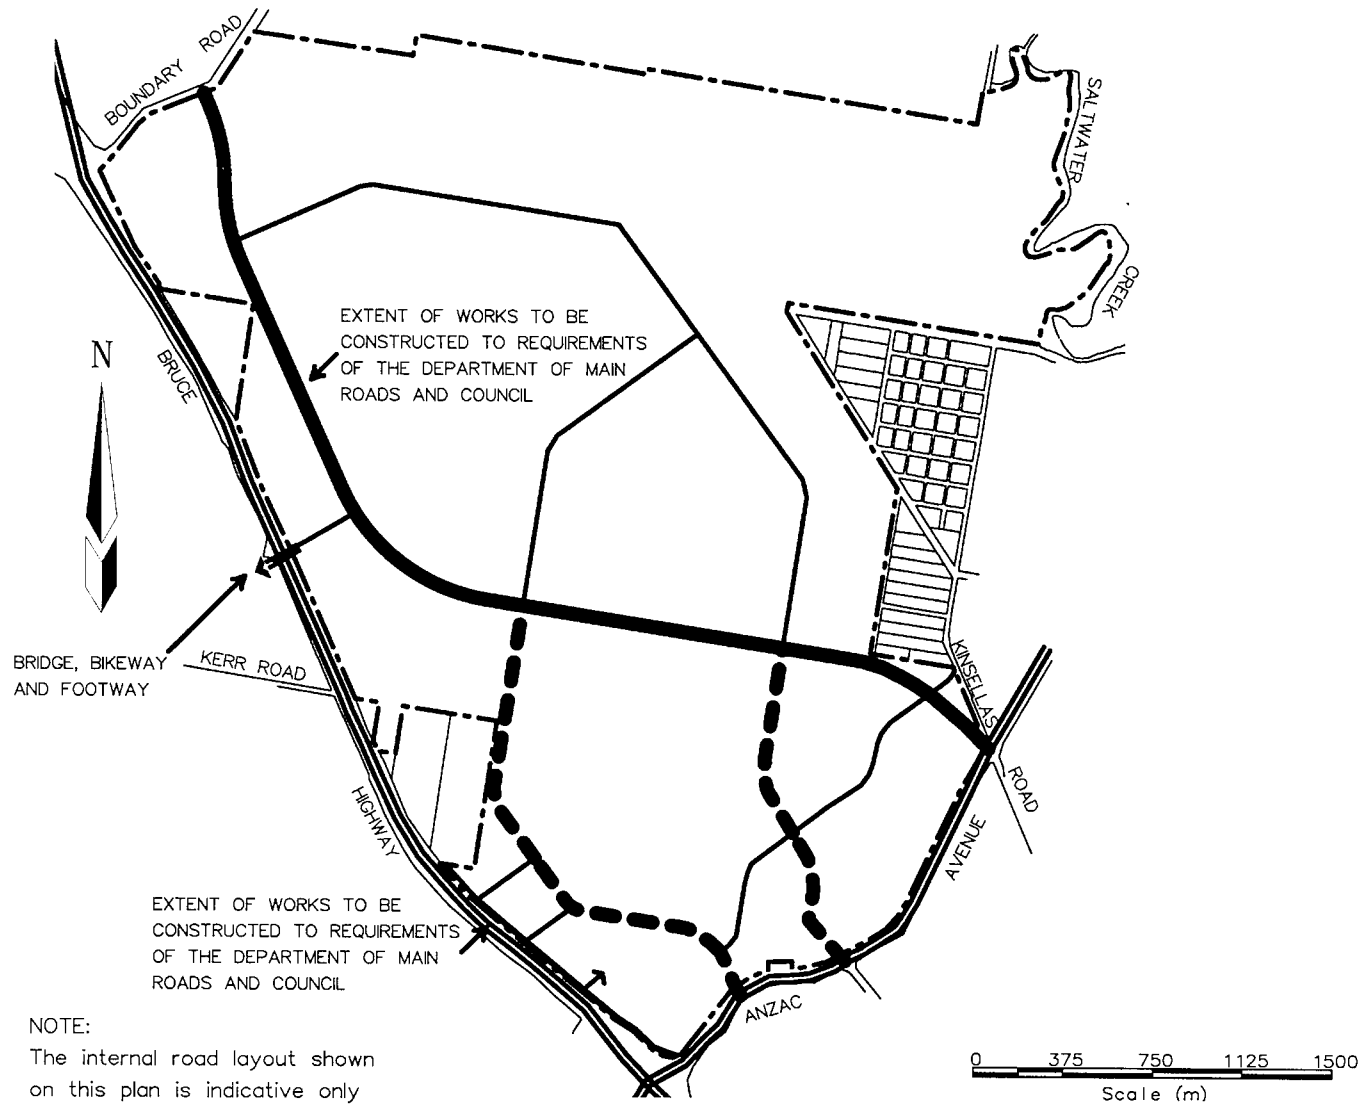 BOUNDARY ROAD
SALTWATER
CREEK
EXTENT OF WORKS TO BE
CONSTRUCTED TO REQUIREMENTS
OF THE DEPARTMENT OF MAIN
ROADS AND COUNCIL
N
BRUCE
BRIDGE, BIKEWAY
AND FOOTWAY
KERR ROAD
KINSELLAS
ROAD
HIGHWAY
AVENUE
EXTENT OF WORKS TO BE
CONSTRUCTED TO REQUIREMENTS
OF THE DEPARTMENT OF MAIN
ROADS AND COUNCIL
ANZAC
NOTE:
The internal road layout shown
on this plan is indicative only
0 375 750 1125 1500
Scale (m)